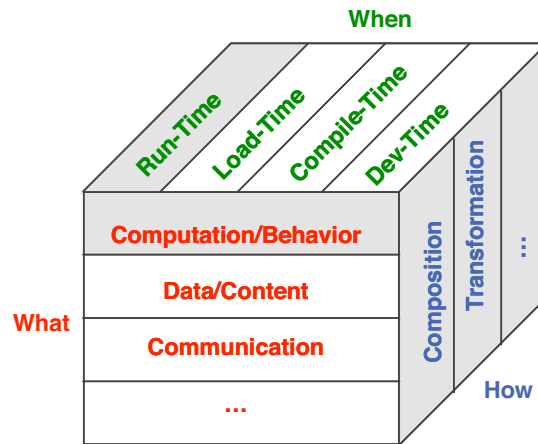 When
Run-Time
Load-Time
Compile-Time
Dev-Time
Computation/Behavior
Data/Content
Communication
...
What
Composition
Transformation
...
How